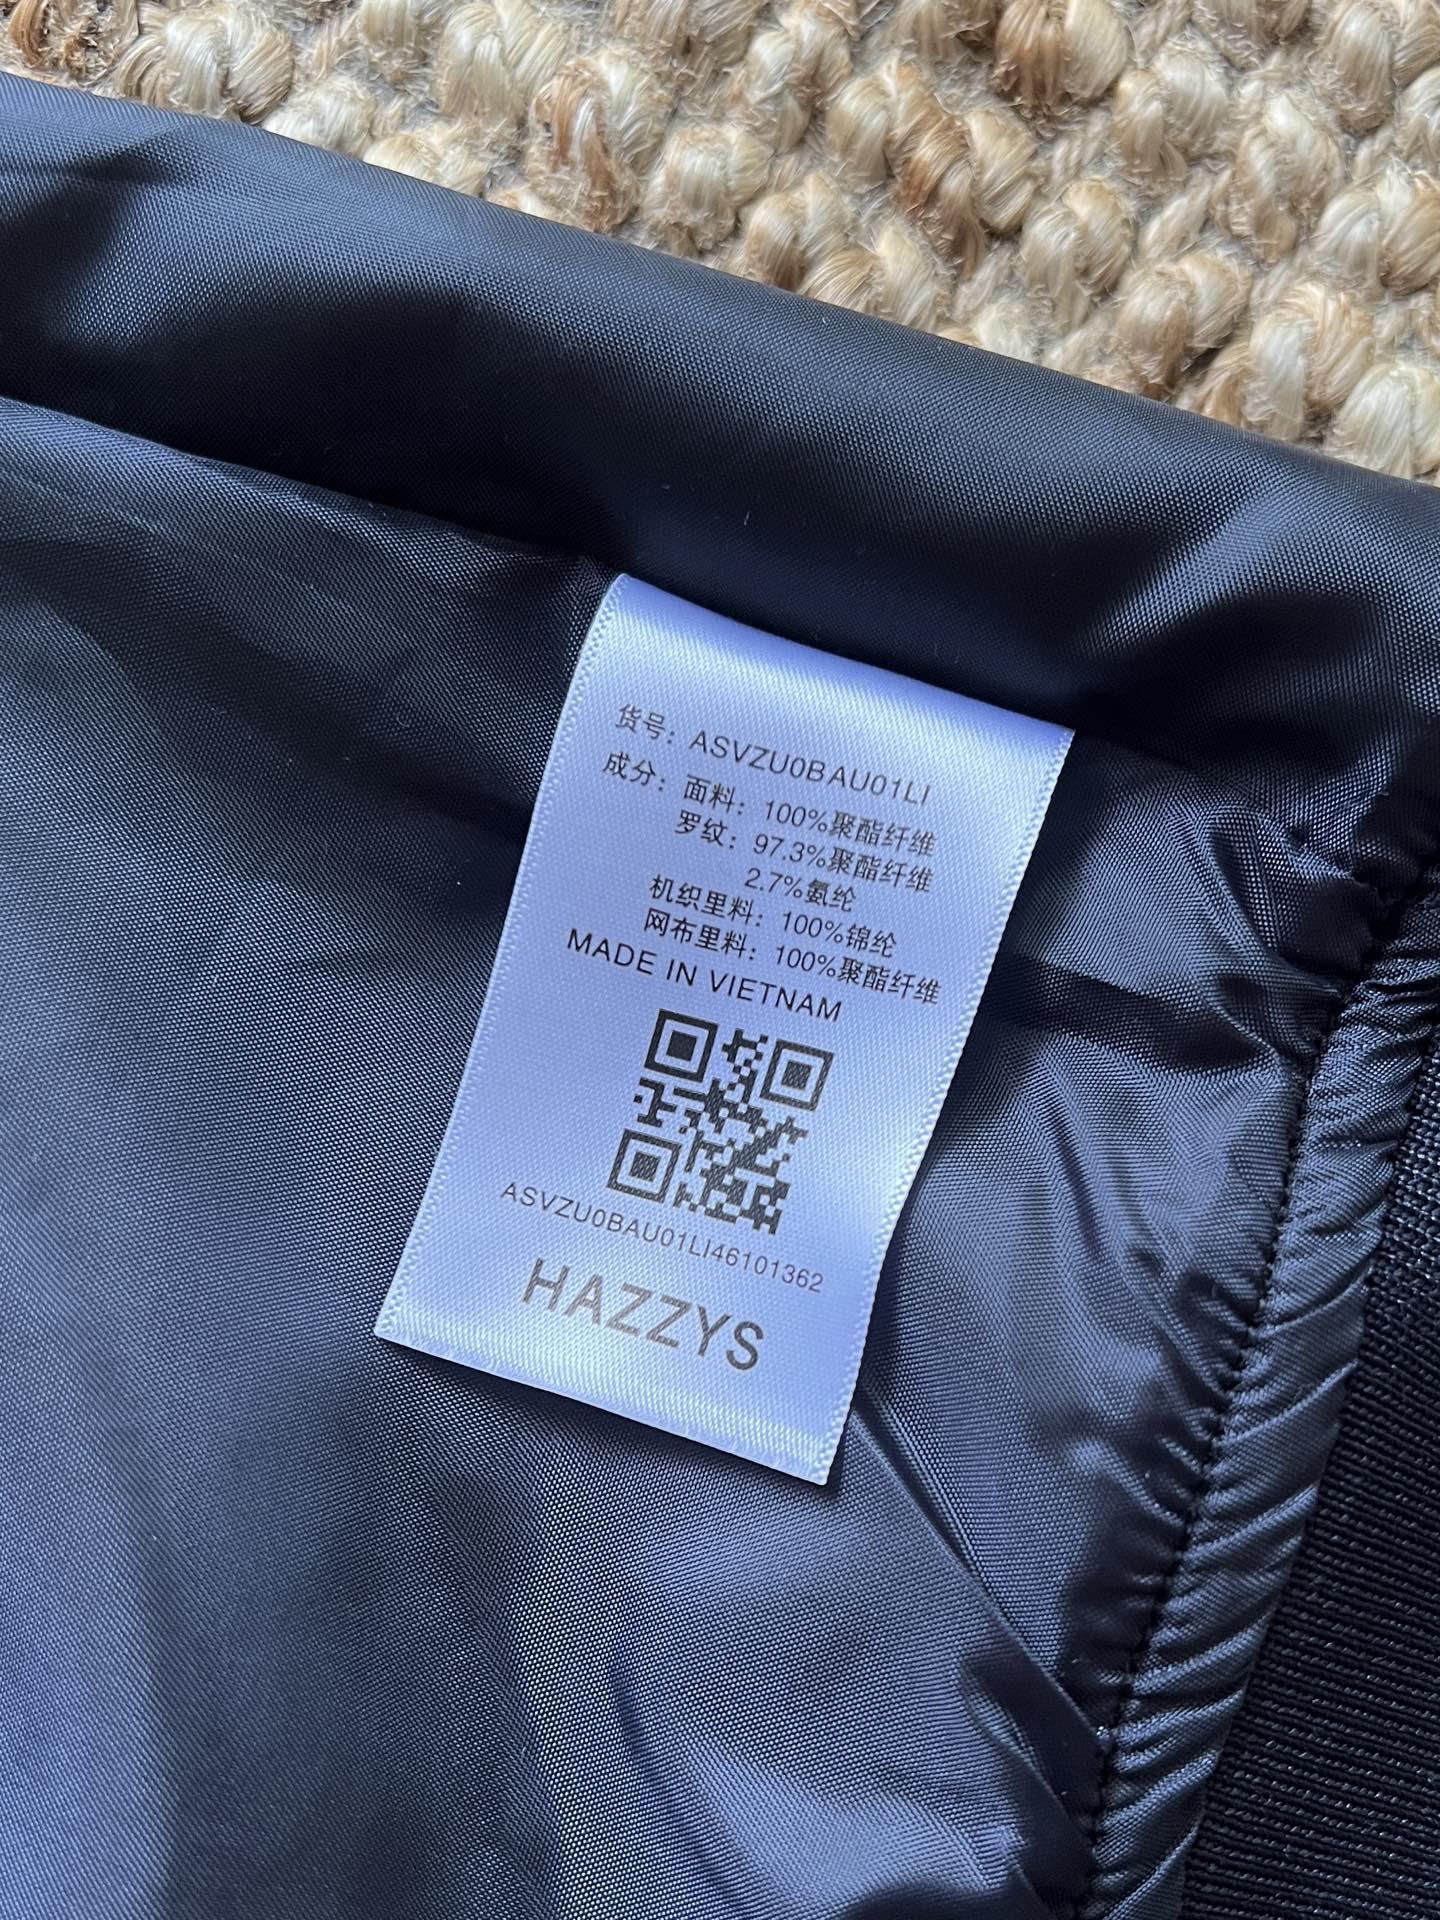 货号：ASVZU0BAU01LI
成分：面料：100%聚酯纤维
罗纹：97.3%聚酯纤维
2.7%氨纶
机织里料：100%锦纶
网布里料：100%聚酯纤维
MADE IN VIETNAM
ASVZU0BAU01LI46101362
HAZZYS